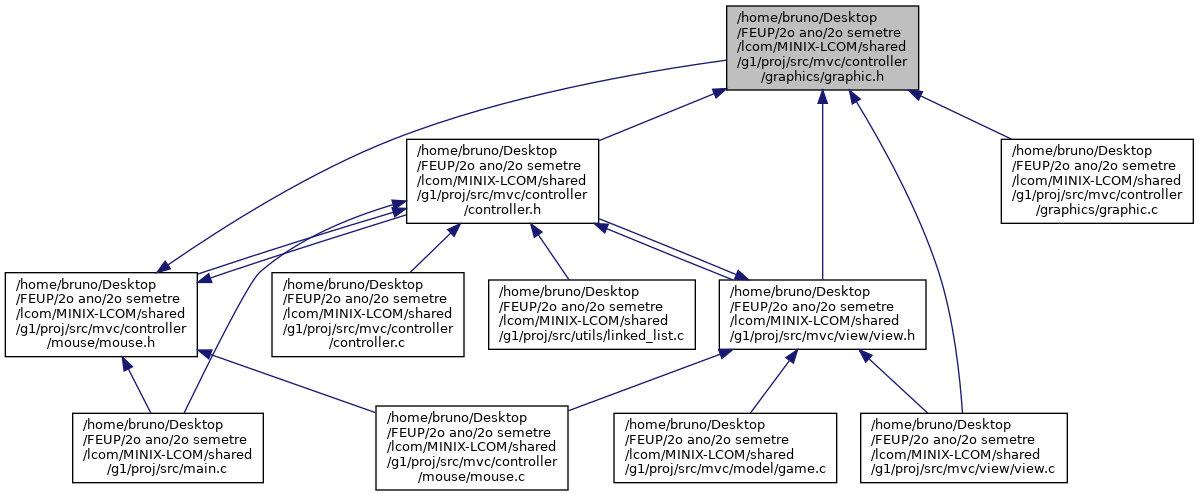 /home/bruno/Desktop
/FEUP/2o ano/2o semetre
/lcom/MINIX-LCOM/shared
/g1/proj/src/mvc/controller
/graphics/graphic.h
/home/bruno/Desktop
/FEUP/2o ano/2o semetre
/lcom/MINIX-LCOM/shared
/g1/proj/src/mvc/controller
/controller.h
/home/bruno/Desktop
/FEUP/2o ano/2o semetre
/lcom/MINIX-LCOM/shared
/g1/proj/src/mvc/controller
/graphics/graphic.c
/home/bruno/Desktop
/FEUP/2o ano/2o semetre
/lcom/MINIX-LCOM/shared
/g1/proj/src/mvc/controller
/mouse/mouse.h
/home/bruno/Desktop
/FEUP/2o ano/2o semetre
/lcom/MINIX-LCOM/shared
/g1/proj/src/mvc/controller
/controller.c
/home/bruno/Desktop
/FEUP/2o ano/2o semetre
/lcom/MINIX-LCOM/shared
/g1/proj/src/utils/linked_list.c
/home/bruno/Desktop
/FEUP/2o ano/2o semetre
/lcom/MINIX-LCOM/shared
/g1/proj/src/mvc/view/view.h
/home/bruno/Desktop
/FEUP/2o ano/2o semetre
/lcom/MINIX-LCOM/shared
/g1/proj/src/main.c
/home/bruno/Desktop
/FEUP/2o ano/2o semetre
/lcom/MINIX-LCOM/shared
/g1/proj/src/mvc/controller
/mouse/mouse.c
/home/bruno/Desktop
/FEUP/2o ano/2o semetre
/lcom/MINIX-LCOM/shared
/g1/proj/src/mvc/model/game.c
/home/bruno/Desktop
/FEUP/2o ano/2o semetre
/lcom/MINIX-LCOM/shared
/g1/proj/src/mvc/view/view.c